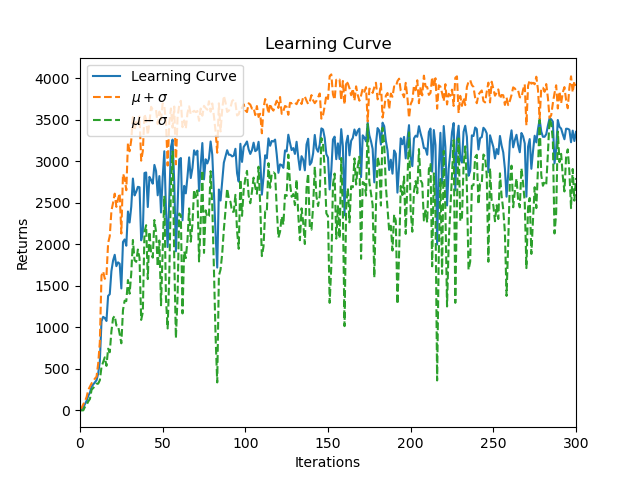 Learning Curve
4000
3500
3000
2500
2000
1500
1000
500
0
Returns
Learning Curve
μ + σ
μ − σ
0 50 100 150 200 250 300
Iterations